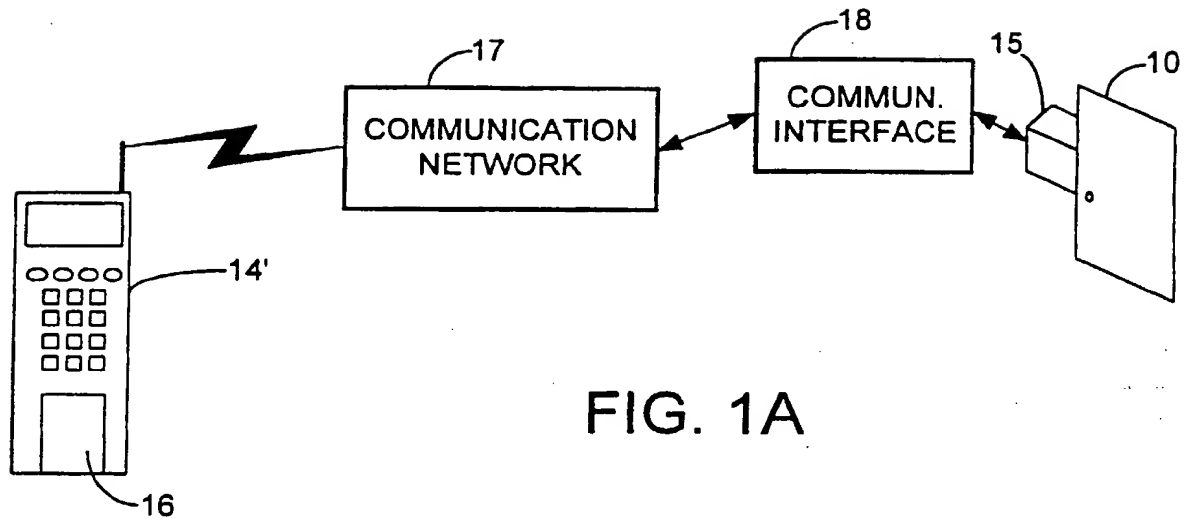 17
18
15
10
COMMUNICATION
NETWORK
COMMUN.
INTERFACE
14'
FIG. 1A
16